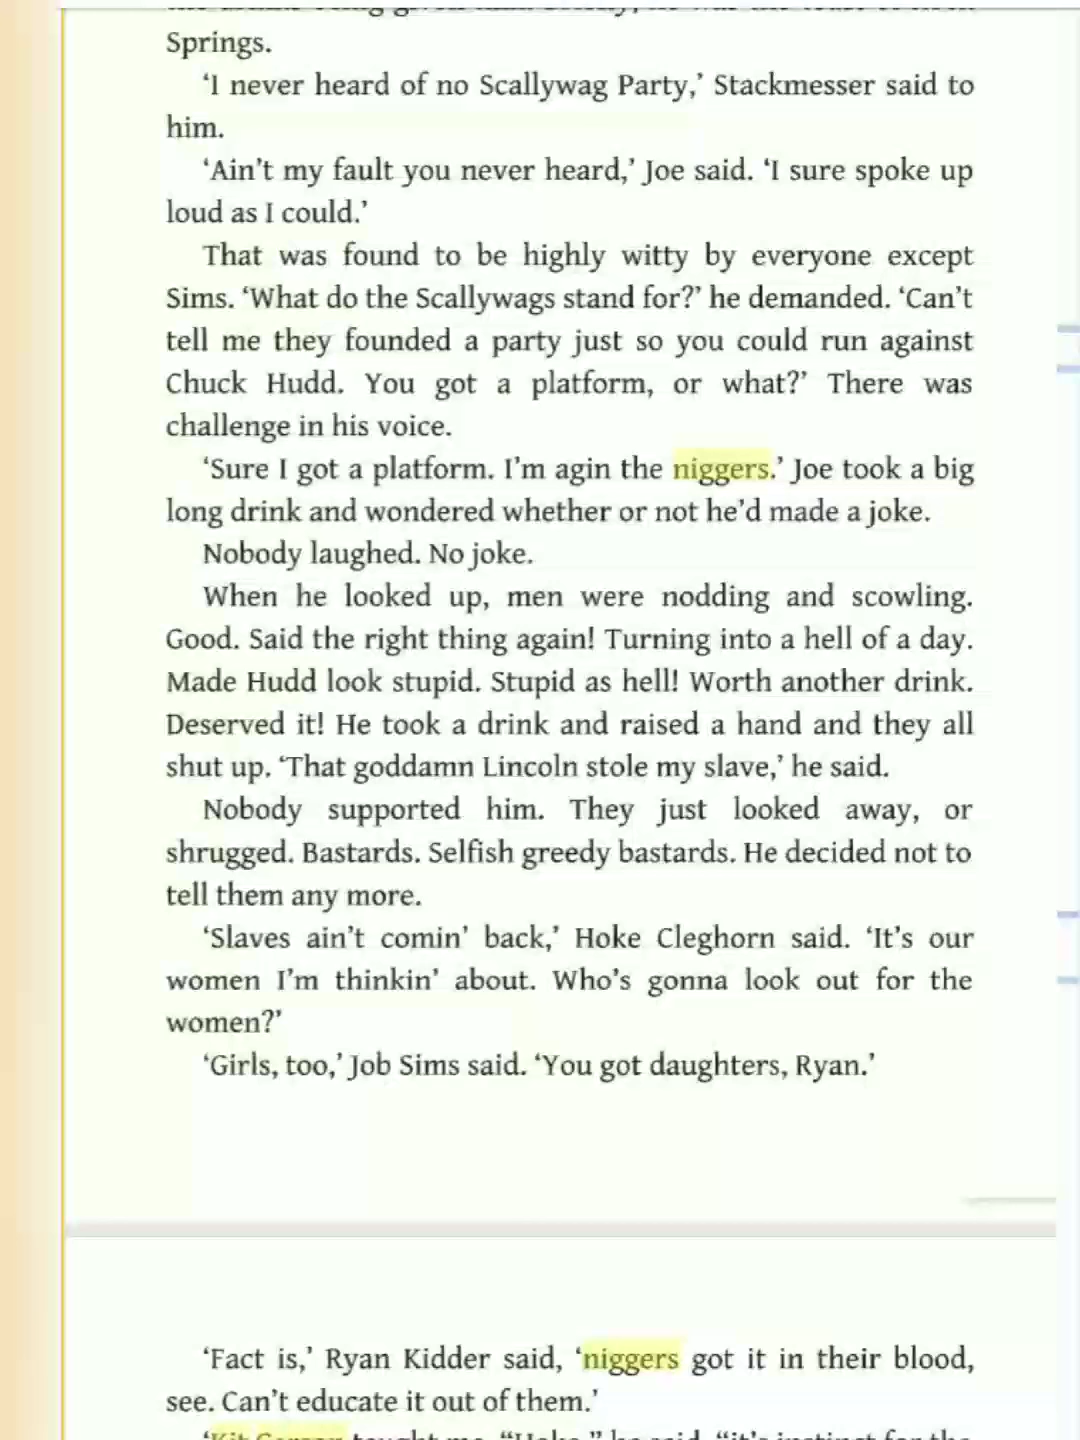 Springs.
‘I never heard of no Scallywag Party,’ Stackmesser said to
him.
‘Ain’t my fault you never heard,’ Joe said. ‘I sure spoke up
loud as I could.’
That was found to be highly witty by everyone except
Sims. ‘What do the Scallywags stand for?’ he demanded. ‘Can’t
tell me they founded a party just so you could run against
Chuck Hudd. You got a platform, or what?’ There was
challenge in his voice.
‘Sure I got a platform. I’m agin the niggers.’ Joe took a big
long drink and wondered whether or not he’d made a joke.
Nobody laughed. No joke.
When he looked up, men were nodding and scowling.
Good. Said the right thing again! Turning into a hell of a day.
Made Hudd look stupid. Stupid as hell! Worth another drink.
Deserved it! He took a drink and raised a hand and they all
shut up. ‘That goddamn Lincoln stole my slave,’ he said.
Nobody supported him. They just looked away, or
shrugged. Bastards. Selfish greedy bastards. He decided not to
tell them any more.
‘Slaves ain’t comin’ back,’ Hoke Cleghorn said. ‘It’s our
women I’m thinkin’ about. Who’s gonna look out for the
women?’
‘Girls, too,’ Job Sims said. ‘You got daughters, Ryan.’
‘Fact is,’ Ryan Kidder said, ‘niggers got it in their blood,
see. Can’t educate it out of them.’